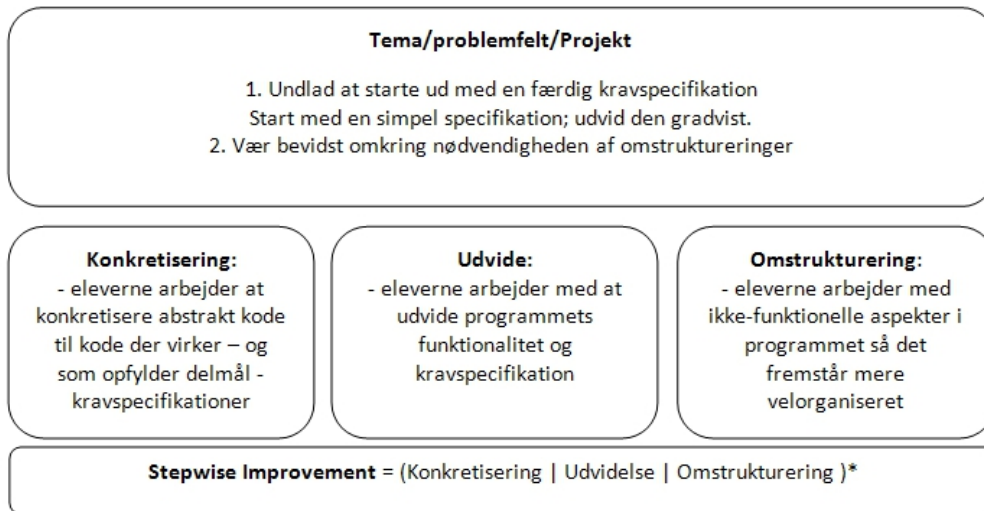 Tema/problemfelt/Projekt
1. Undlad at starte ud med en færdig kravspecifikation
Start med en simpel specifikation; udvid den gradvist.
2. Vær bevidst omkring nødvendigheden af omstruktureringer
Konkretisering:
- eleverne arbejder at
konkretisere abstrakt kode
til kode der virker – og
som opfylder delmål -
kravspecifikationer
Udvide:
- eleverne arbejder med at
udvide programmets
funktionalitet og
kravspecifikation
Omstrukturering:
- eleverne arbejder med
ikke-funktionelle aspekter i
programmet så det
fremstår mere
velorganiseret
Stepwise Improvement = (Konkretisering | Udvidelse | Omstrukturering )*